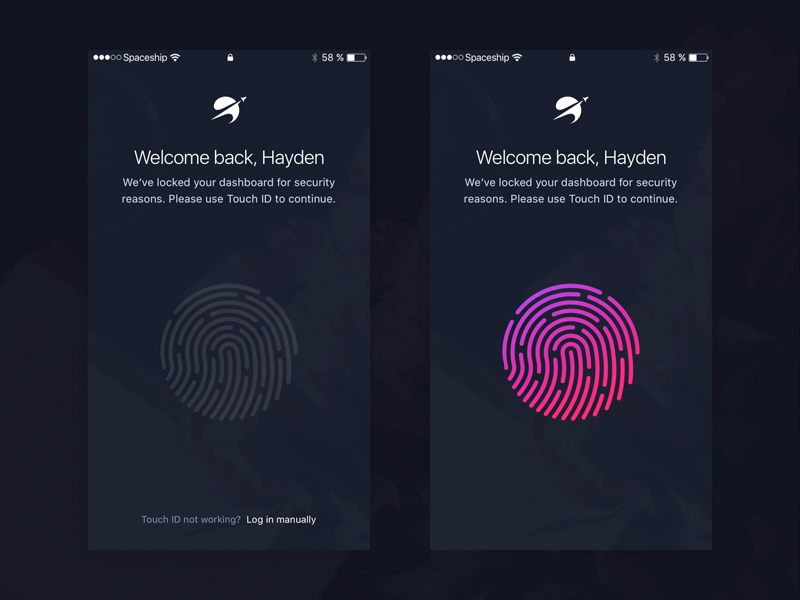 Spaceship 58 %
Welcome back, Hayden
We've locked your dashboard for security
reasons. Please use Touch ID to continue.
Touch ID not working? Log in manually
Spaceship 58 %
Welcome back, Hayden
We've locked your dashboard for security
reasons. Please use Touch ID to continue.